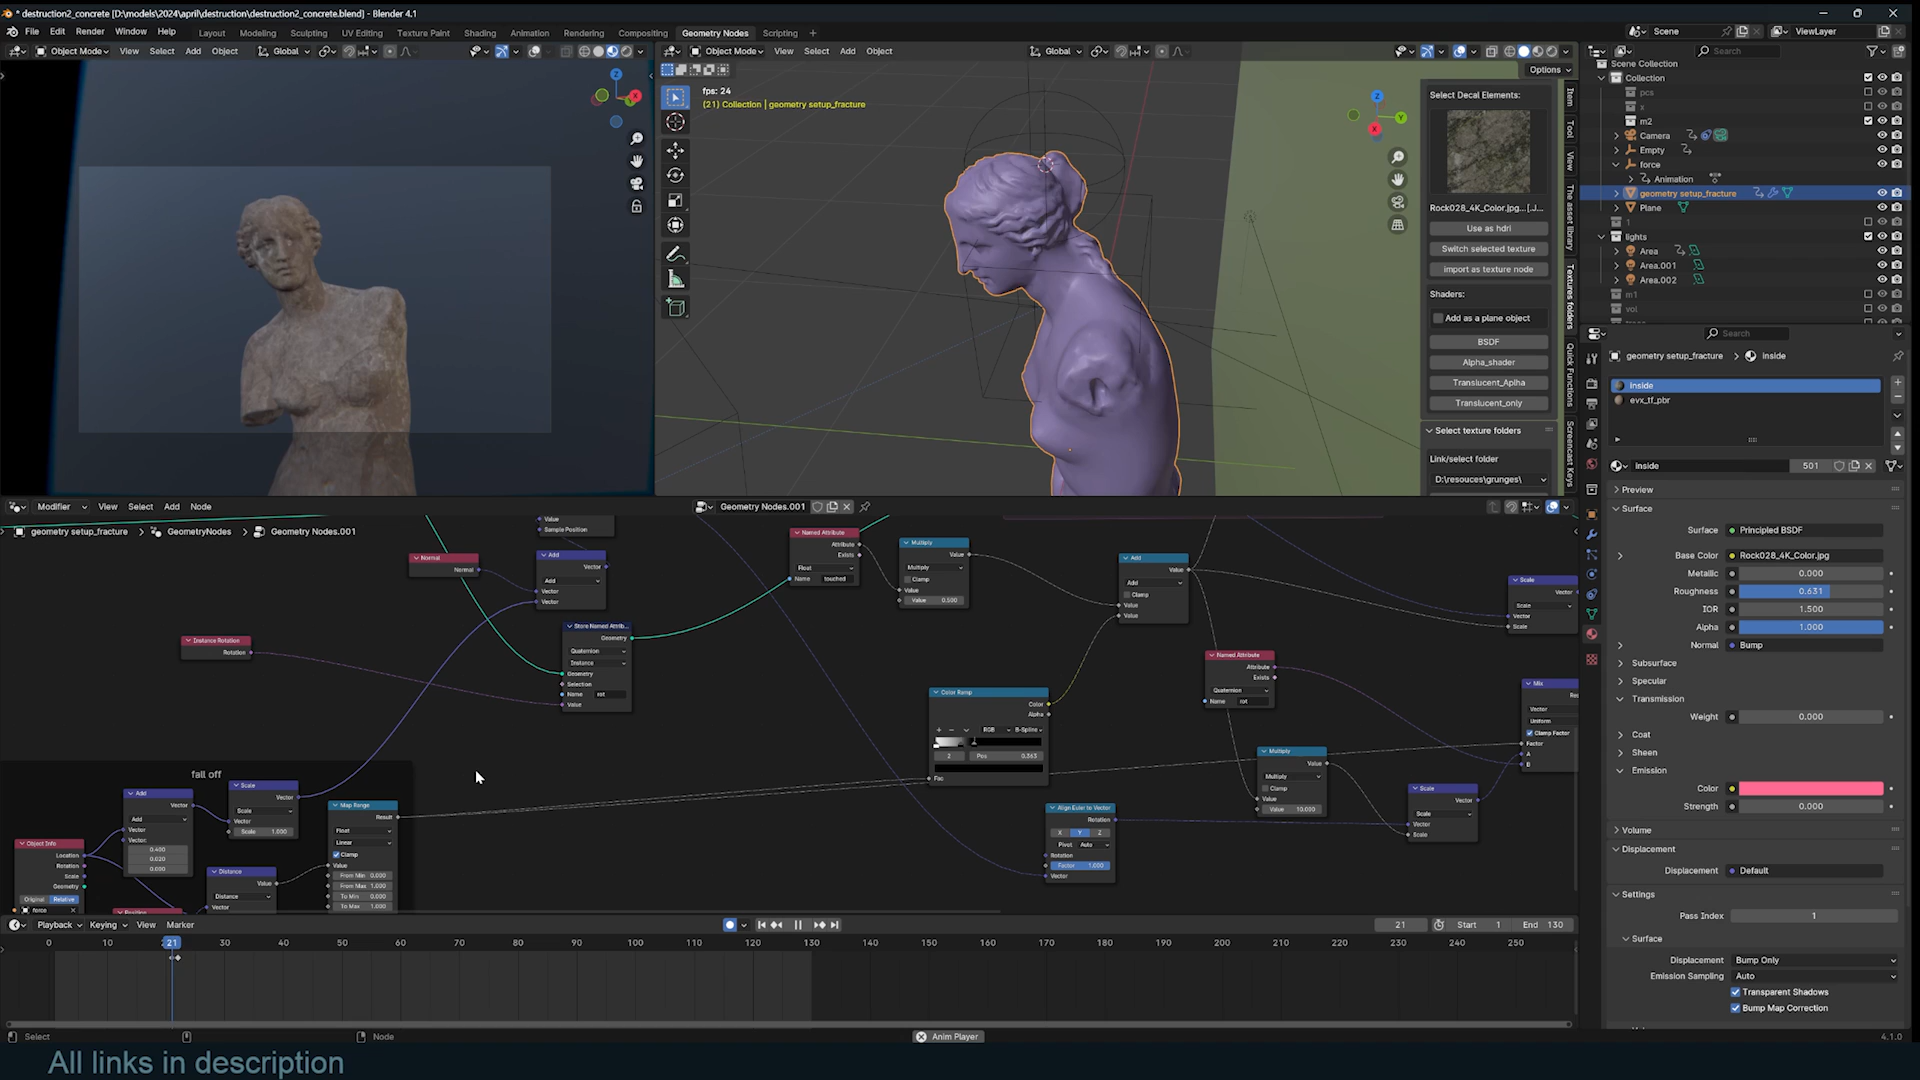 * destruction2_concrete [D:\models\2024\april\destruction\destruction2_concrete.blend] - Blender 4.1
File Edit Render Window Help Layout Modeling Sculpting UV Editing Texture Paint Shading Animation Rendering Compositing Geometry Nodes Scripting +
Scene ViewLayer
Object Mode View Select Add Object Global
Object Mode View Select Add Object Global
Search
Options
fps: 24
(21) Collection | geometry setup_fracture
Z
X
Y
Z
Y
X
Select Decal Elements:
Rock028_4K_Color.jpg...[.J...
Use as hdri
Switch selected texture
import as texture node
Shaders:
Add as a plane object
BSDF
Alpha_shader
Translucent_Aplha
Translucent_only
Select texture folders
Link/select folder
D:\resouces\grunges\
Item
Tool
View
The asset library
Textures folders
Quick Functions
Screencast Keys
Scene Collection
Collection
pcs
x
m2
Camera
Empty
force
Animation
geometry setup_fracture
Plane
1
lights
Area
Area.001
Area.002
m1
vol
Search
geometry setup_fracture > inside
inside
evx_tf_pbr
inside 501
Preview
Surface
Surface Principled BSDF
Base Color Rock028_4K_Color.jpg
Metallic 0.000
Roughness 0.631
IOR 1.500
Alpha 1.000
Normal Bump
Subsurface
Specular
Transmission
Weight 0.000
Coat
Sheen
Emission
Color
Strength 0.000
Volume
Displacement
Displacement Default
Settings
Pass Index 1
Surface
Displacement Bump Only
Emission Sampling Auto
Transparent Shadows
Bump Map Correction
Modifier View Select Add Node Geometry Nodes.001
geometry setup_fracture > GeometryNodes > Geometry Nodes.001
Value
Sample Position
Normal
Normal
Add
Vector
Add
Vector
Vector
Instance Rotation
Rotation
Store Named Attrib...
Geometry
Quaternion
Instance
Geometry
Selection
Name rot
Value
Named Attribute
Attribute
Exists
Float
Name touched
Multiply
Value
Multiply
Clamp
Value
Value 0.500
Add
Value
Add
Clamp
Value
Value
Scale
Vector
Scale
Vector
Scale
Named Attribute
Attribute
Exists
Quaternion
Name rot
Color Ramp
Color
Alpha
+ − RGB B-Spline
2 Pos 0.363
Fac
Multiply
Value
Multiply
Clamp
Value
Value 10.000
Mix
Vector
Uniform
Clamp Factor
Factor
A
B
Scale
Vector
Scale
Vector
Scale
Align Euler to Vector
Rotation
X Y Z
Pivot Auto
Rotation
Factor 1.000
Vector
fall off
Object Info
Location
Rotation
Scale
Geometry
Original Relative
force
Add
Vector
Add
Vector
Vector:
0.400
0.020
0.000
Scale
Vector
Scale
Vector
Scale 1.000
Distance
Value
Distance
Vector
Position
Map Range
Result
Float
Linear
Clamp
Value
From Min 0.000
From Max 1.000
To Min 0.000
To Max 1.000
Playback Keying View Marker 21 Start 1 End 130
0 10 21 30 40 50 60 70 80 90 100 110 120 130 140 150 160 170 180 190 200 210 220 230 240 250
Select Node Anim Player 4.1.0
All links in description